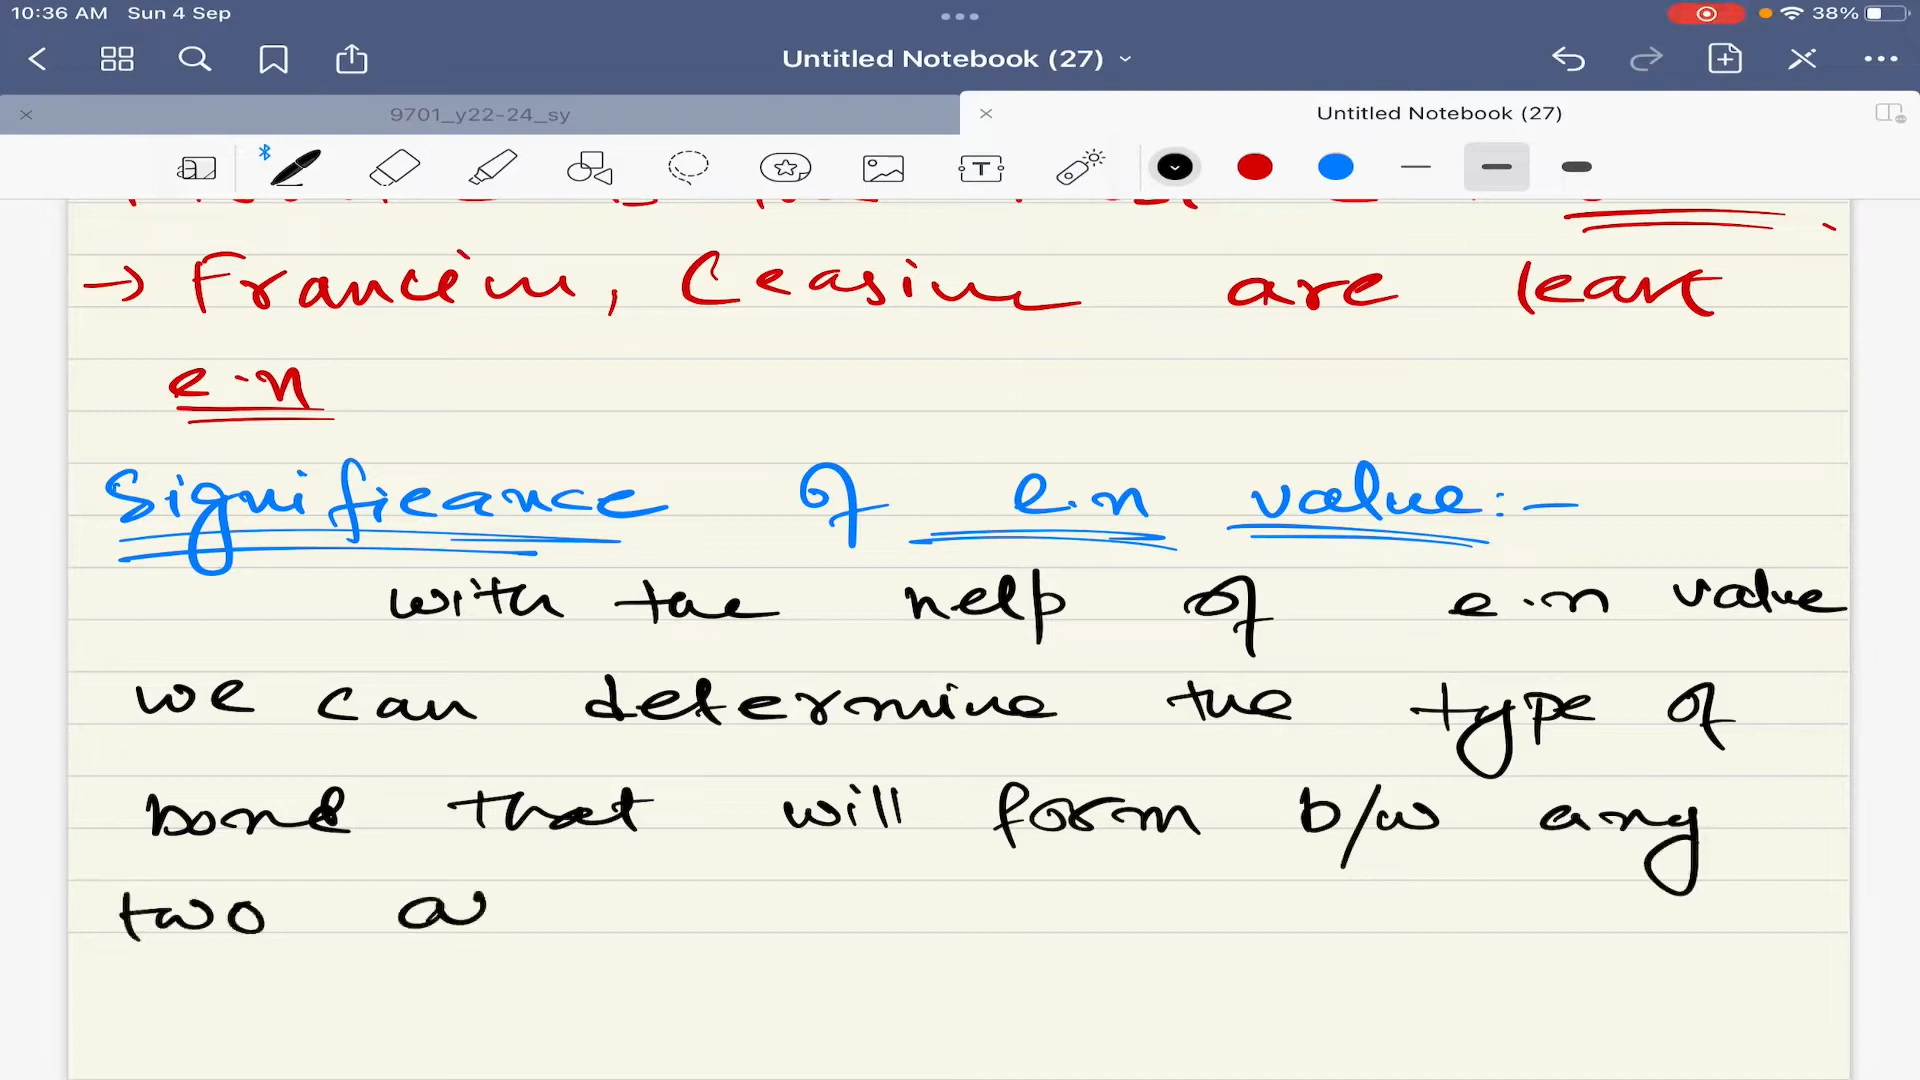 10:36 AM Sun 4 Sep
38%
Untitled Notebook (27)
9701_y22-24_sy
Untitled Notebook (27)
→ Francium, Ceasium are least
e.n
Significance of e.n value:-
with the help of e.n value
we can determine the type of
bond that will form b/w any
two